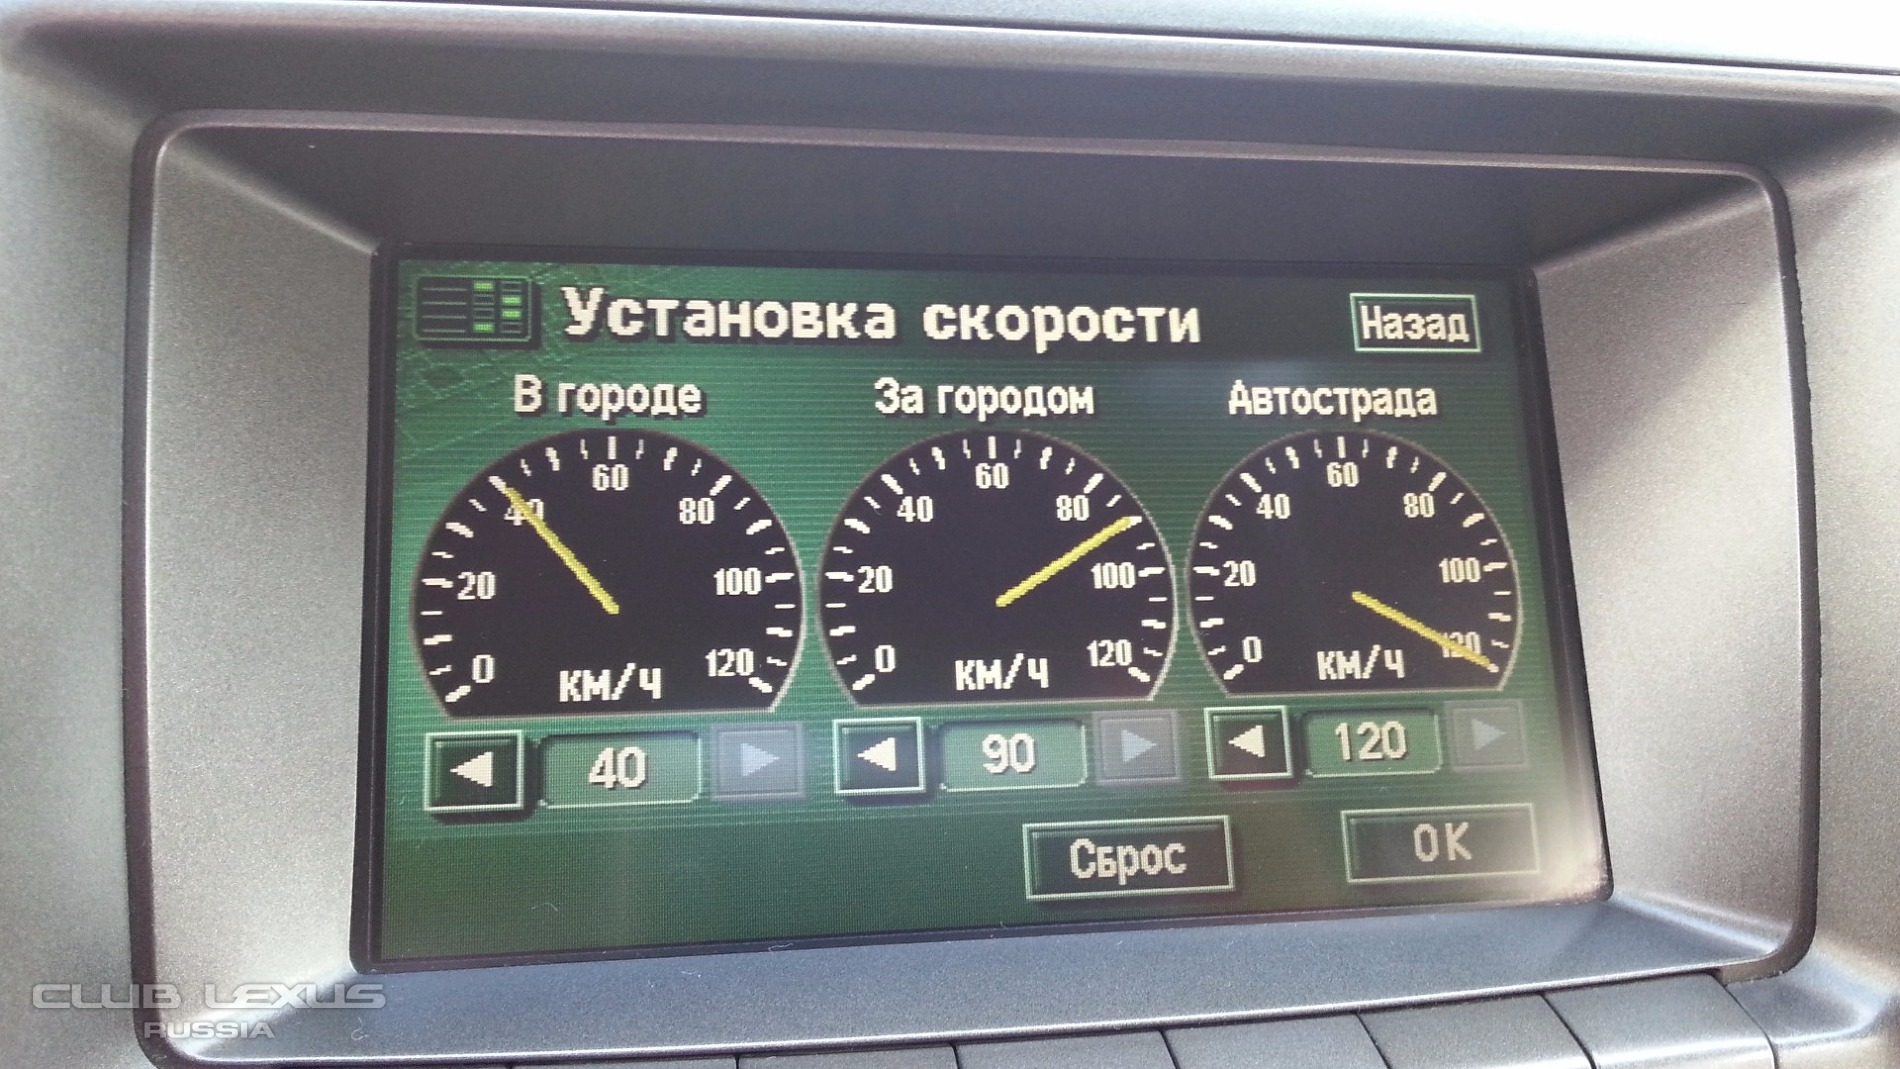 Установка скорости Назад
В городе За городом Автострада
60 60 60
40 80 40 80 40 80
20 100 20 100 20 100
0 120 0 120 0 120
КМ/Ч КМ/Ч КМ/Ч
40 90 120
Сброс ОК
CLUB LEXUS
RUSSIA